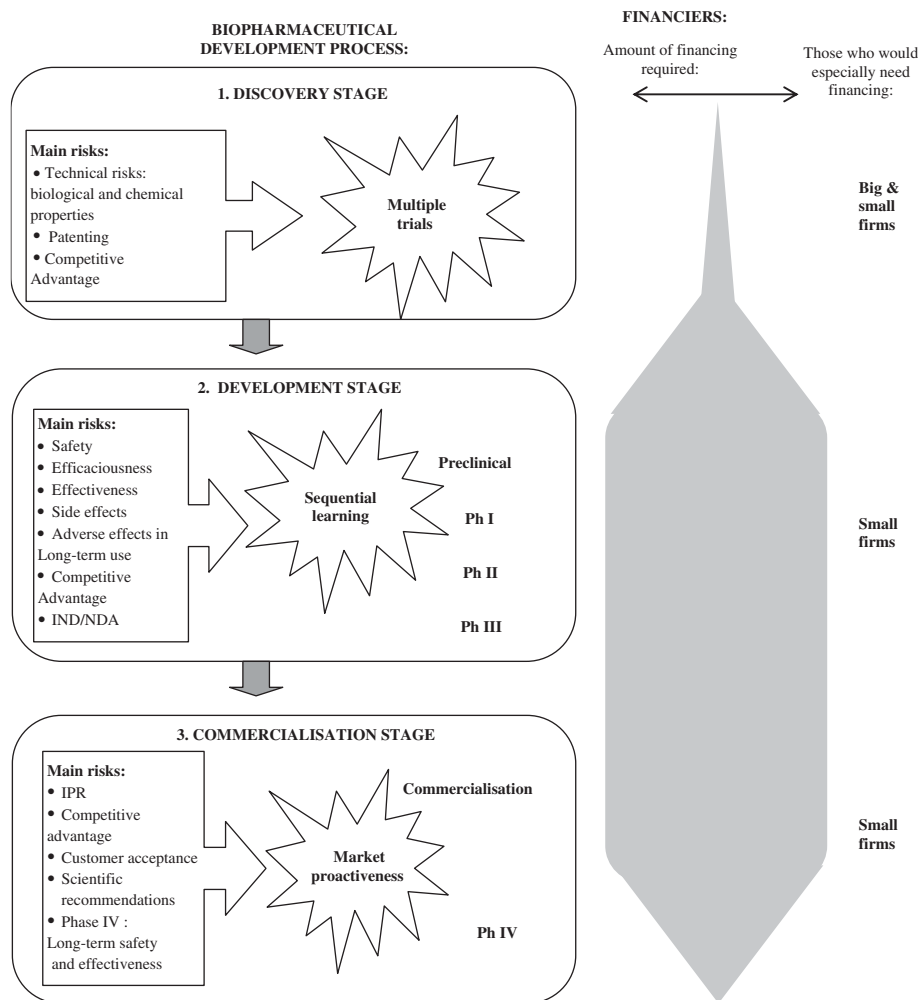 BIOPHARMACEUTICAL
DEVELOPMENT PROCESS:
FINANCIERS:
Amount of financing
required:
Those who would
especially need
financing:
1. DISCOVERY STAGE
Main risks:
• Technical risks:
biological and chemical
properties
• Patenting
• Competitive
Advantage
Multiple
trials
Big &
small
firms
2. DEVELOPMENT STAGE
Main risks:
• Safety
• Efficaciousness
• Effectiveness
• Side effects
• Adverse effects in
Long-term use
• Competitive
Advantage
• IND/NDA
Sequential
learning
Preclinical
Ph I
Ph II
Ph III
Small
firms
3. COMMERCIALISATION STAGE
Main risks:
• IPR
• Competitive
advantage
• Customer acceptance
• Scientific
recommendations
• Phase IV :
Long-term safety
and effectiveness
Market
proactiveness
Commercialisation
Ph IV
Small
firms